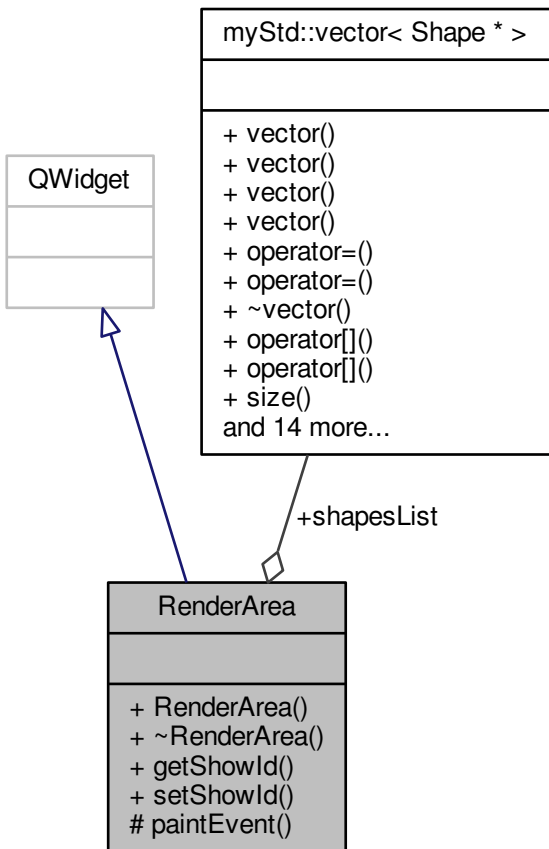 myStd::vector< Shape * >
+ vector()
+ vector()
+ vector()
+ vector()
+ operator=()
+ operator=()
+ ~vector()
+ operator[]()
+ operator[]()
+ size()
and 14 more...
QWidget
+shapesList
RenderArea
+ RenderArea()
+ ~RenderArea()
+ getShowId()
+ setShowId()
# paintEvent()